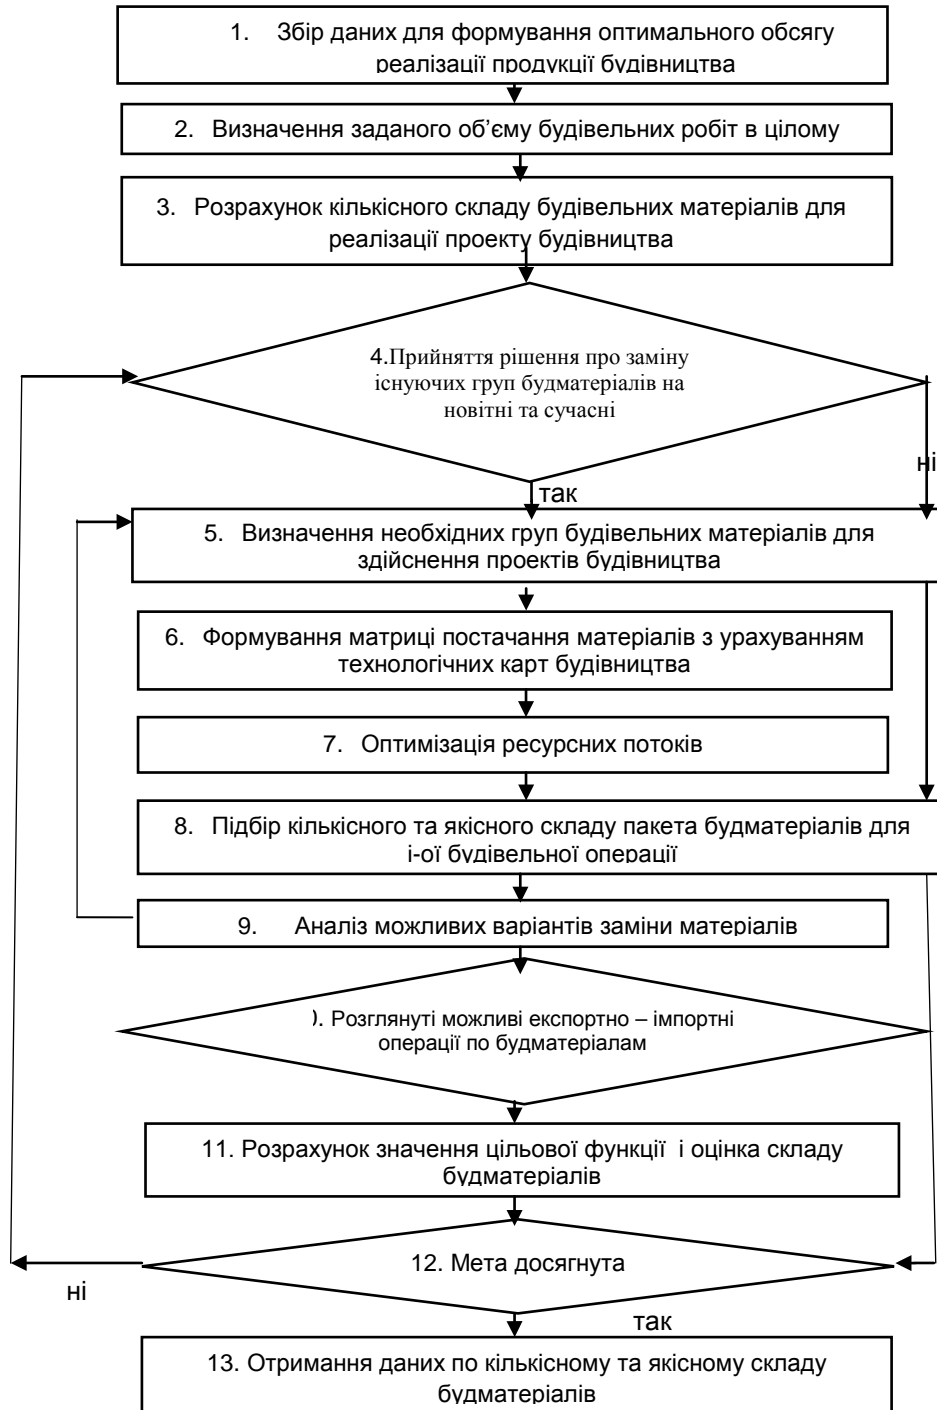 1. Збір даних для формування оптимального обсягу
реалізації продукції будівництва
2. Визначення заданого об’єму будівельних робіт в цілому
3. Розрахунок кількісного складу будівельних матеріалів для
реалізації проекту будівництва
4.Прийняття рішення про заміну
існуючих груп будматеріалів на
новітні та сучасні
ні
так
5. Визначення необхідних груп будівельних матеріалів для
здійснення проектів будівництва
6. Формування матриці постачання матеріалів з урахуванням
технологічних карт будівництва
7. Оптимізація ресурсних потоків
8. Підбір кількісного та якісного складу пакета будматеріалів для
і-ої будівельної операції
9. Аналіз можливих варіантів заміни матеріалів
). Розглянуті можливі експортно – імпортні
операції по будматеріалам
11. Розрахунок значення цільової функції і оцінка складу
будматеріалів
12. Мета досягнута
ні
так
13. Отримання даних по кількісному та якісному складу
будматеріалів